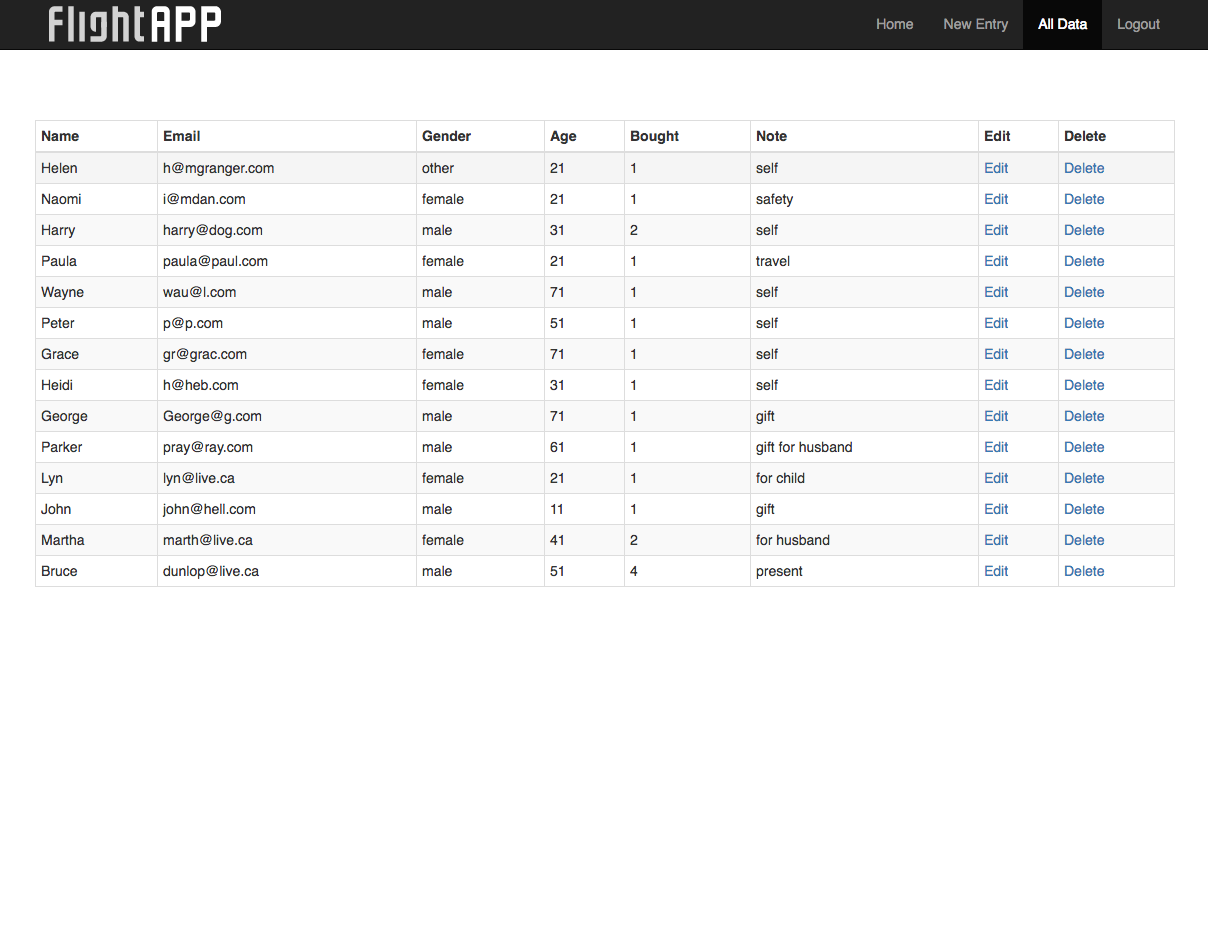 FlightAPP Home New Entry All Data Logout
Name Email Gender Age Bought Note Edit Delete
Helen h@mgranger.com other 21 1 self Edit Delete
Naomi i@mdan.com female 21 1 safety Edit Delete
Harry harry@dog.com male 31 2 self Edit Delete
Paula paula@paul.com female 21 1 travel Edit Delete
Wayne wau@l.com male 71 1 self Edit Delete
Peter p@p.com male 51 1 self Edit Delete
Grace gr@grac.com female 71 1 self Edit Delete
Heidi h@heb.com female 31 1 self Edit Delete
George George@g.com male 71 1 gift Edit Delete
Parker pray@ray.com male 61 1 gift for husband Edit Delete
Lyn lyn@live.ca female 21 1 for child Edit Delete
John john@hell.com male 11 1 gift Edit Delete
Martha marth@live.ca female 41 2 for husband Edit Delete
Bruce dunlop@live.ca male 51 4 present Edit Delete